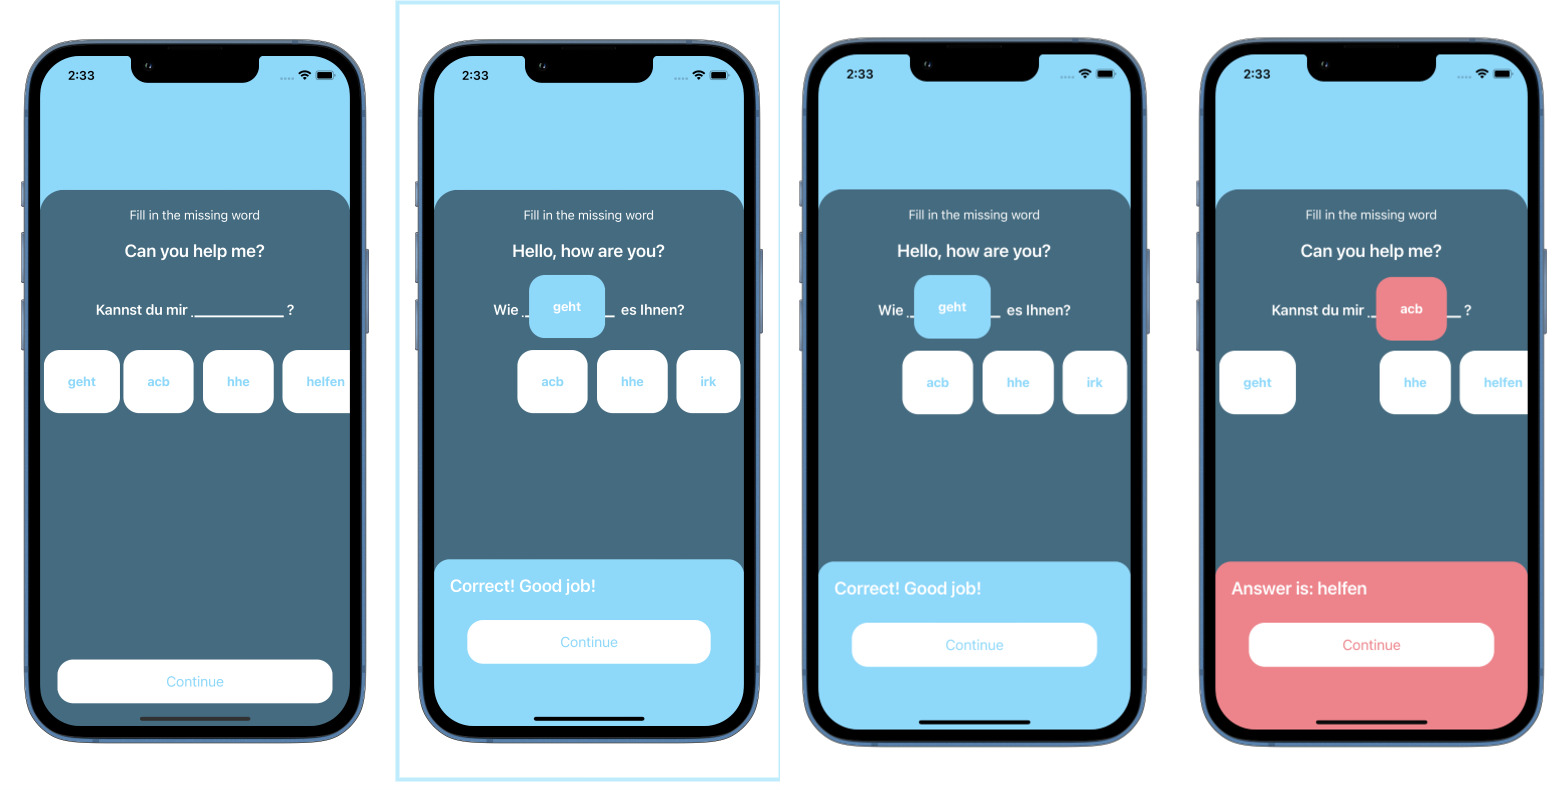 2:33
Fill in the missing word
Can you help me?
Kannst du mir ____________ ?
geht acb hhe helfen
Continue
2:33
Fill in the missing word
Hello, how are you?
Wie geht es Ihnen?
acb hhe irk
Correct! Good job!
Continue
2:33
Fill in the missing word
Hello, how are you?
Wie geht es Ihnen?
acb hhe irk
Correct! Good job!
Continue
2:33
Fill in the missing word
Can you help me?
Kannst du mir acb ?
geht hhe helfen
Answer is: helfen
Continue